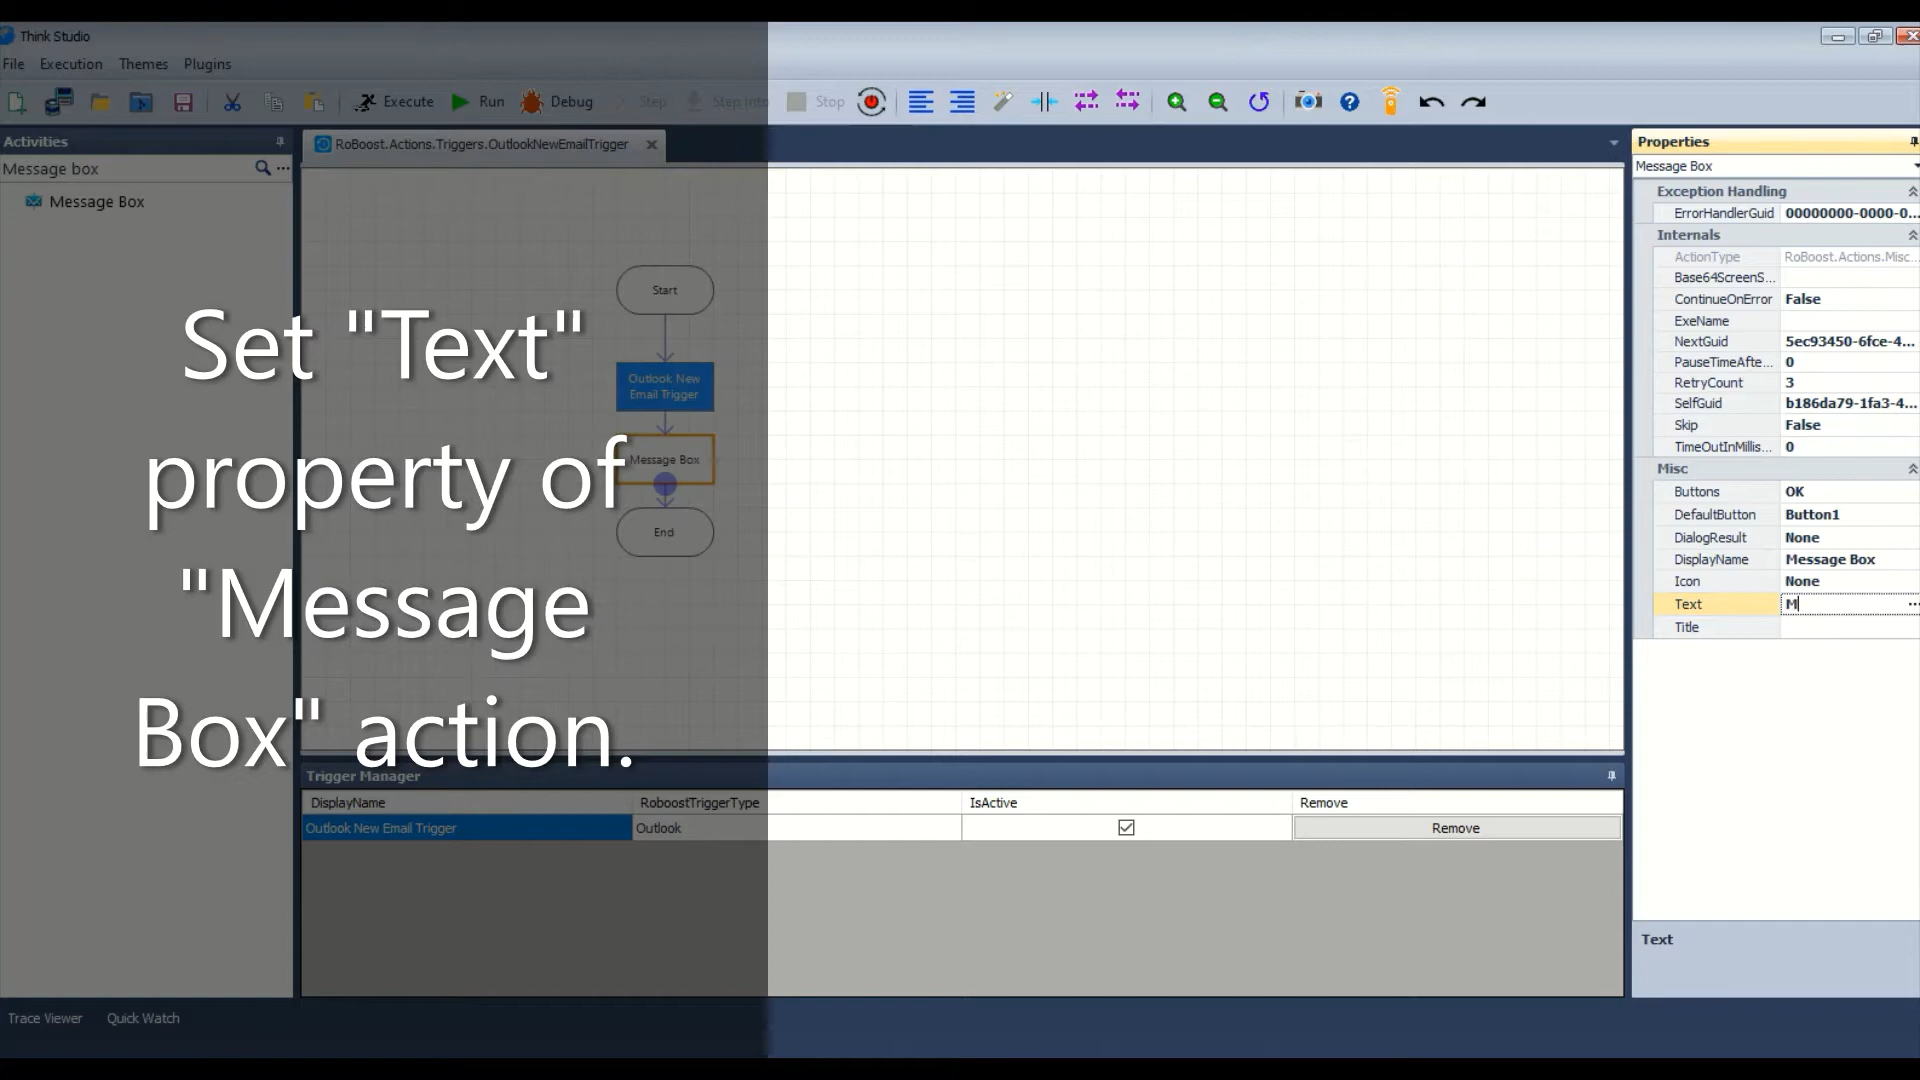 Think Studio
File Execution Themes Plugins
Execute Run Debug Step Step Into Stop
Activities
Message box
Message Box
RoBoost.Actions.Triggers.OutlookNewEmailTrigger
Start
Outlook New
Email Trigger
Message Box
End
Set "Text"
property of
"Message
Box" action.
Trigger Manager
DisplayName RoboostTriggerType IsActive Remove
Outlook New Email Trigger Outlook Remove
Properties
Message Box
Exception Handling
ErrorHandlerGuid 00000000-0000-0...
Internals
ActionType RoBoost.Actions.Misc...
Base64ScreenS...
ContinueOnError False
ExeName
NextGuid 5ec93450-6fce-4...
PauseTimeAfte... 0
RetryCount 3
SelfGuid b186da79-1fa3-4...
Skip False
TimeOutInMillis... 0
Misc
Buttons OK
DefaultButton Button1
DialogResult None
DisplayName Message Box
Icon None
Text M
Title
Text
Trace Viewer Quick Watch